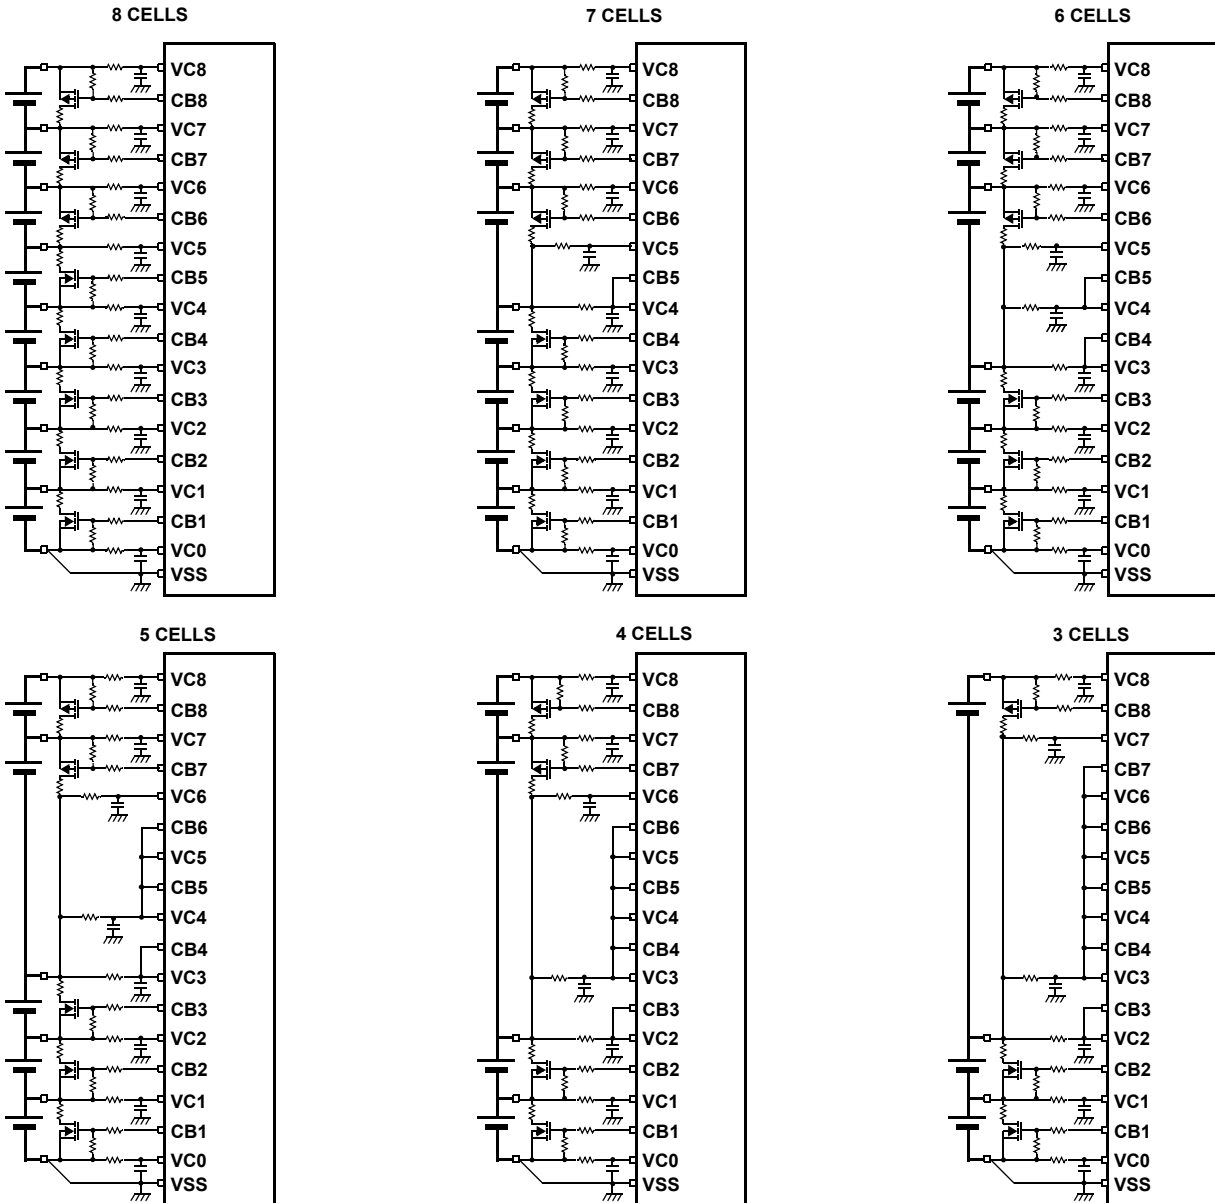 8 CELLS
VC8
CB8
VC7
CB7
VC6
CB6
VC5
CB5
VC4
CB4
VC3
CB3
VC2
CB2
VC1
CB1
VC0
VSS
7 CELLS
VC8
CB8
VC7
CB7
VC6
CB6
VC5
CB5
VC4
CB4
VC3
CB3
VC2
CB2
VC1
CB1
VC0
VSS
6 CELLS
VC8
CB8
VC7
CB7
VC6
CB6
VC5
CB5
VC4
CB4
VC3
CB3
VC2
CB2
VC1
CB1
VC0
VSS
5 CELLS
VC8
CB8
VC7
CB7
VC6
CB6
VC5
CB5
VC4
CB4
VC3
CB3
VC2
CB2
VC1
CB1
VC0
VSS
4 CELLS
VC8
CB8
VC7
CB7
VC6
CB6
VC5
CB5
VC4
CB4
VC3
CB3
VC2
CB2
VC1
CB1
VC0
VSS
3 CELLS
VC8
CB8
VC7
CB7
VC6
CB6
VC5
CB5
VC4
CB4
VC3
CB3
VC2
CB2
VC1
CB1
VC0
VSS